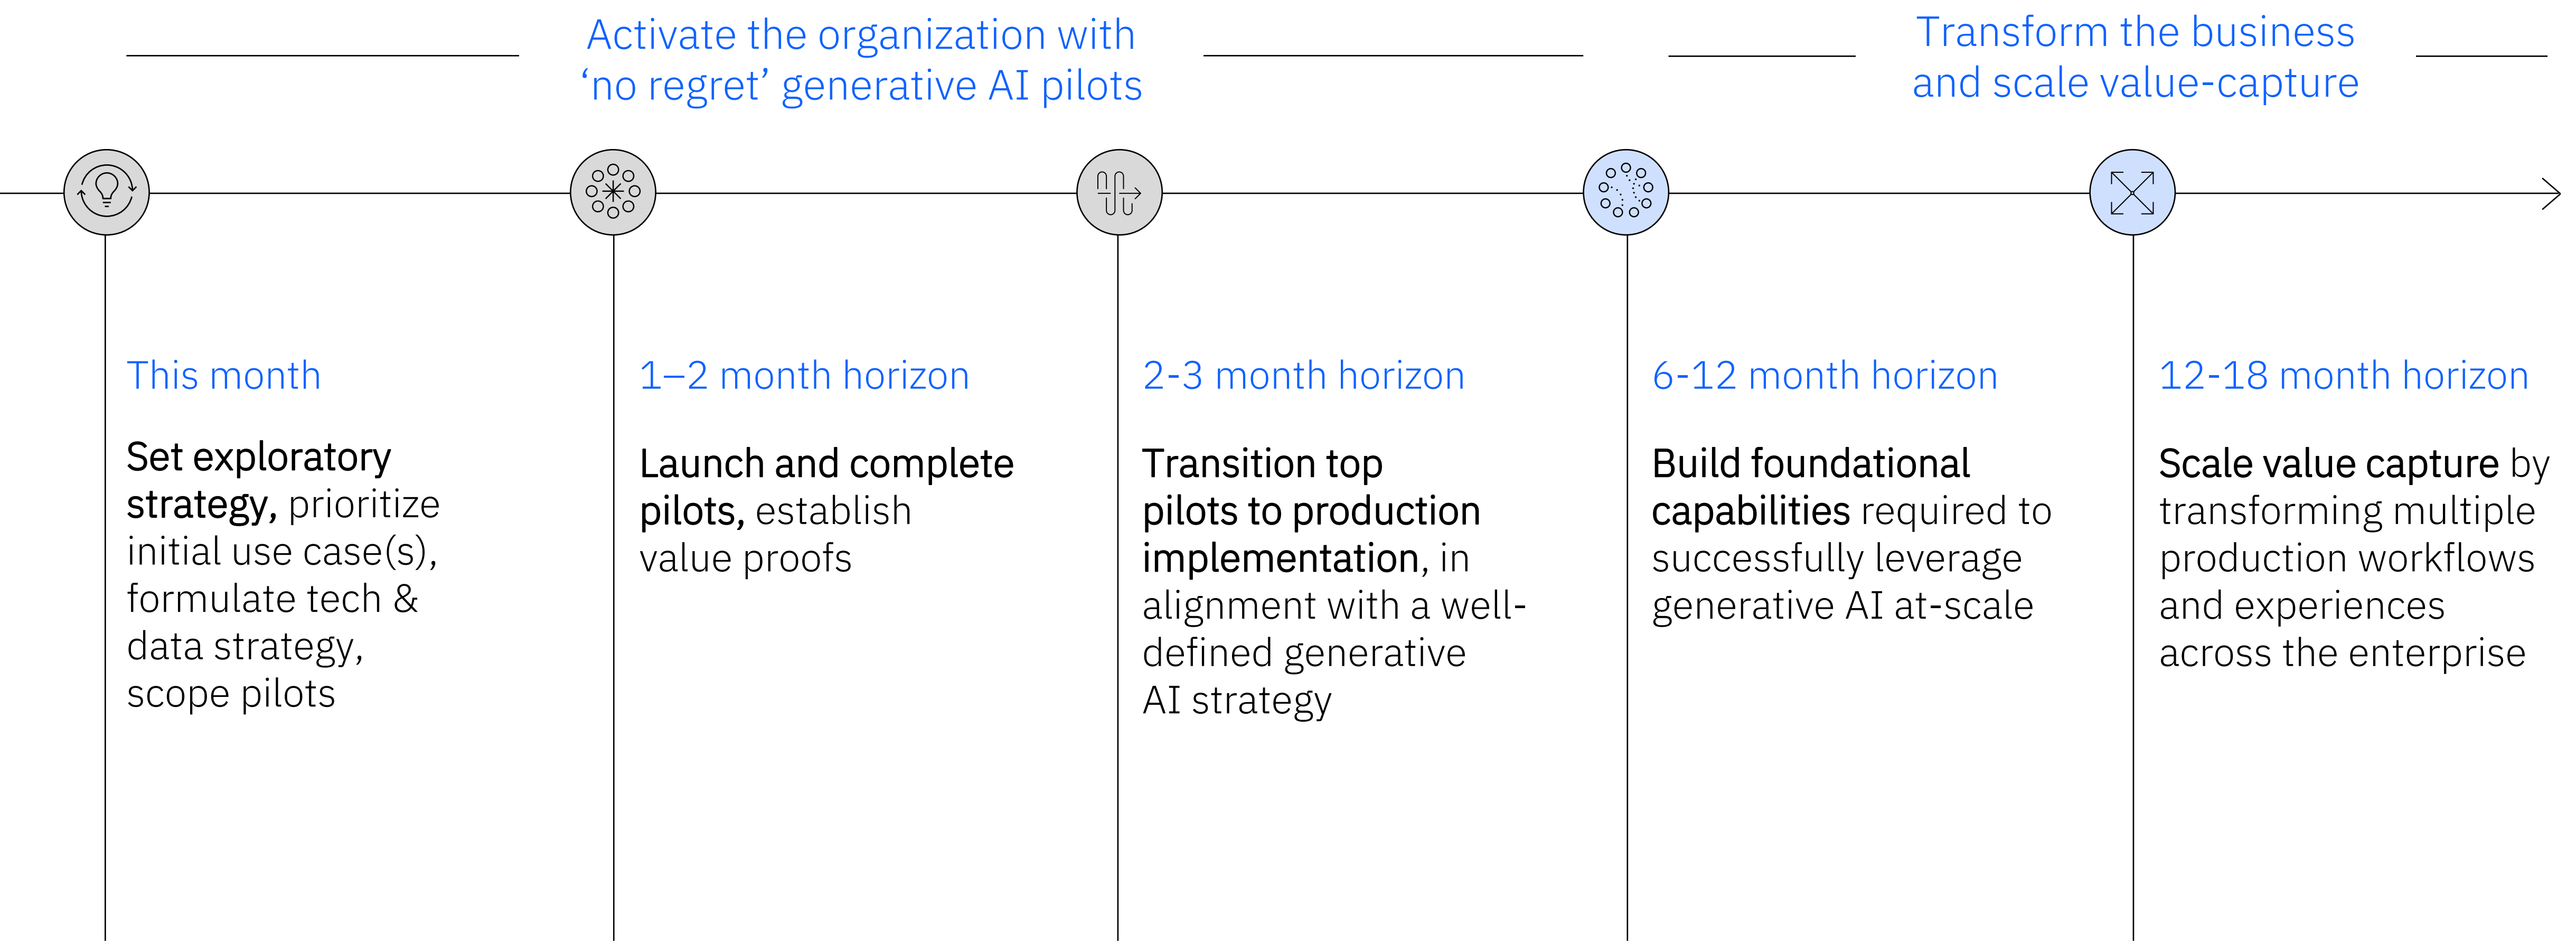 Activate the organization with
‘no regret’ generative AI pilots
Transform the business
and scale value-capture
This month
Set exploratory
strategy, prioritize
initial use case(s),
formulate tech &
data strategy,
scope pilots
1–2 month horizon
Launch and complete
pilots, establish
value proofs
2-3 month horizon
Transition top
pilots to production
implementation, in
alignment with a well-
defined generative
AI strategy
6-12 month horizon
Build foundational
capabilities required to
successfully leverage
generative AI at-scale
12-18 month horizon
Scale value capture by
transforming multiple
production workflows
and experiences
across the enterprise